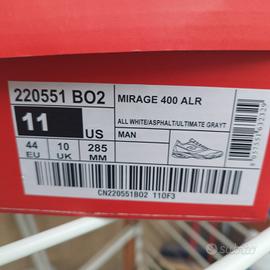 220551 BO2
MIRAGE 400 ALR
11
US
ALL WHITE/ASPHALT/ULTIMATE GRAYT
MAN
44
EU
10
UK
285
MM
CN220551BO2 110F3
Subito